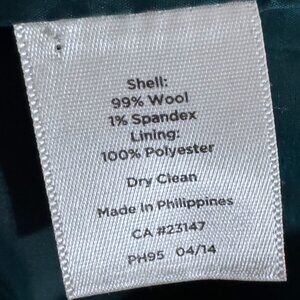 Shell:
99% Wool
1% Spandex
Lining:
100% Polyester
Dry Clean
Made In Philippines
CA #23147
PH95 04/14